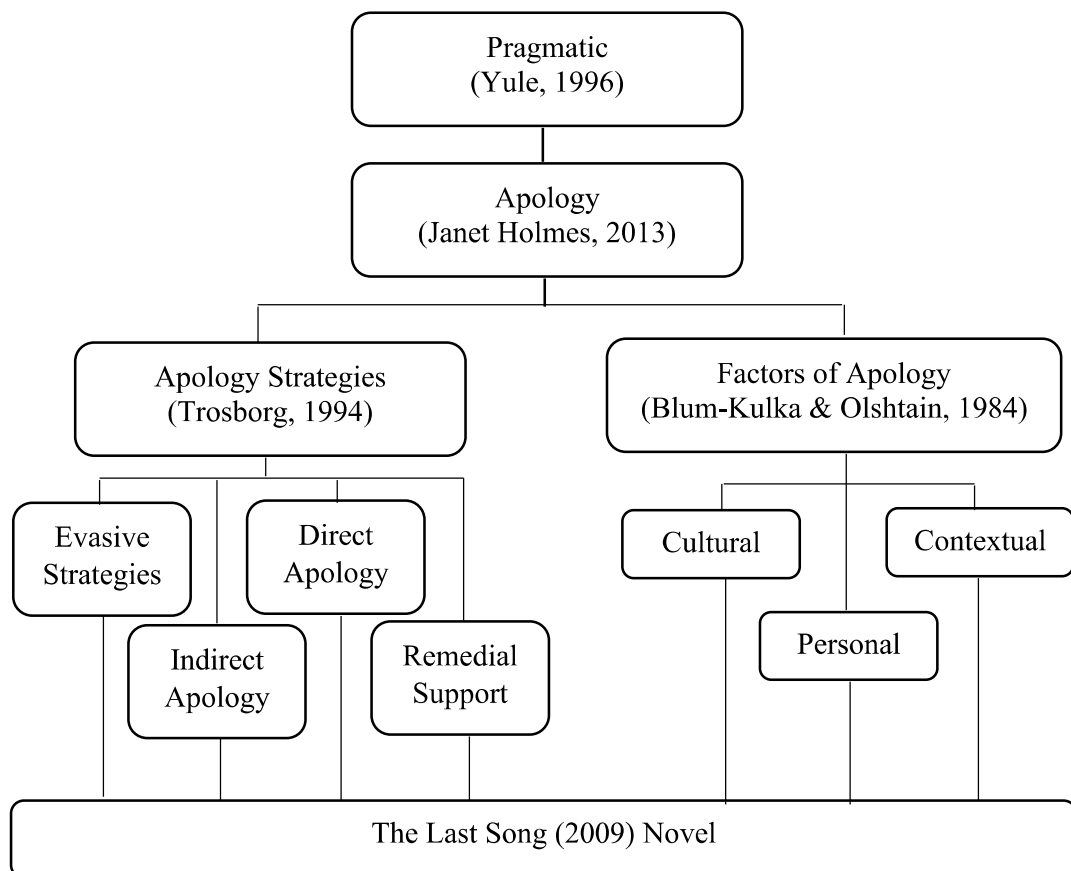 Pragmatic
(Yule, 1996)
Apology
(Janet Holmes, 2013)
Apology Strategies
(Trosborg, 1994)
Factors of Apology
(Blum-Kulka & Olshtain, 1984)
Evasive
Strategies
Direct
Apology
Indirect
Apology
Remedial
Support
Cultural
Contextual
Personal
The Last Song (2009) Novel